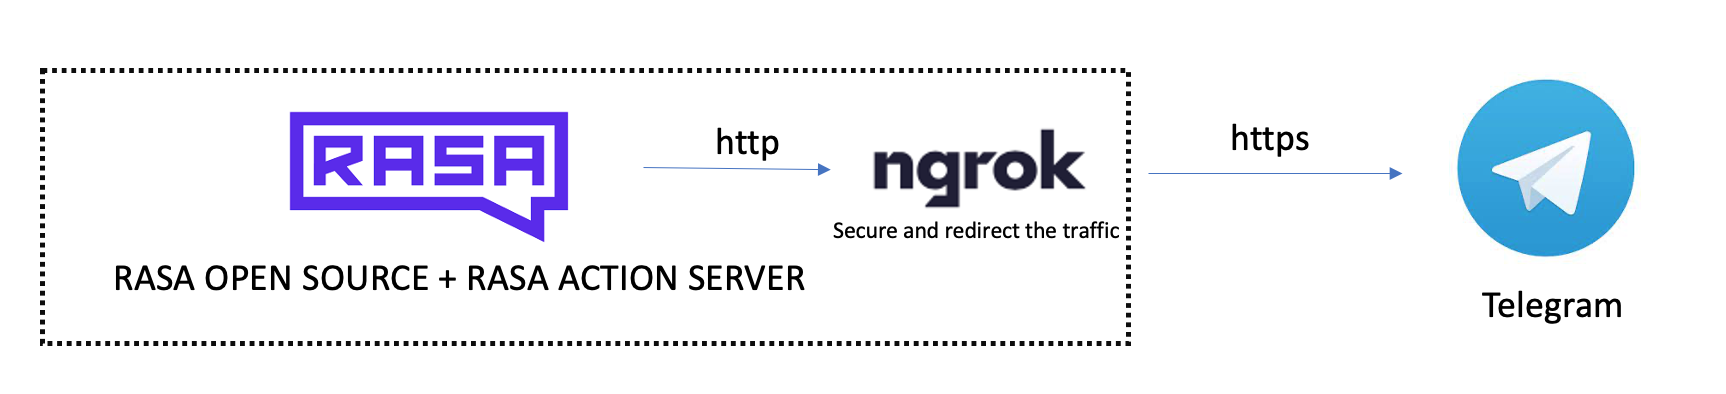 RASA
http
ngrok
https
Secure and redirect the traffic
RASA OPEN SOURCE + RASA ACTION SERVER
Telegram